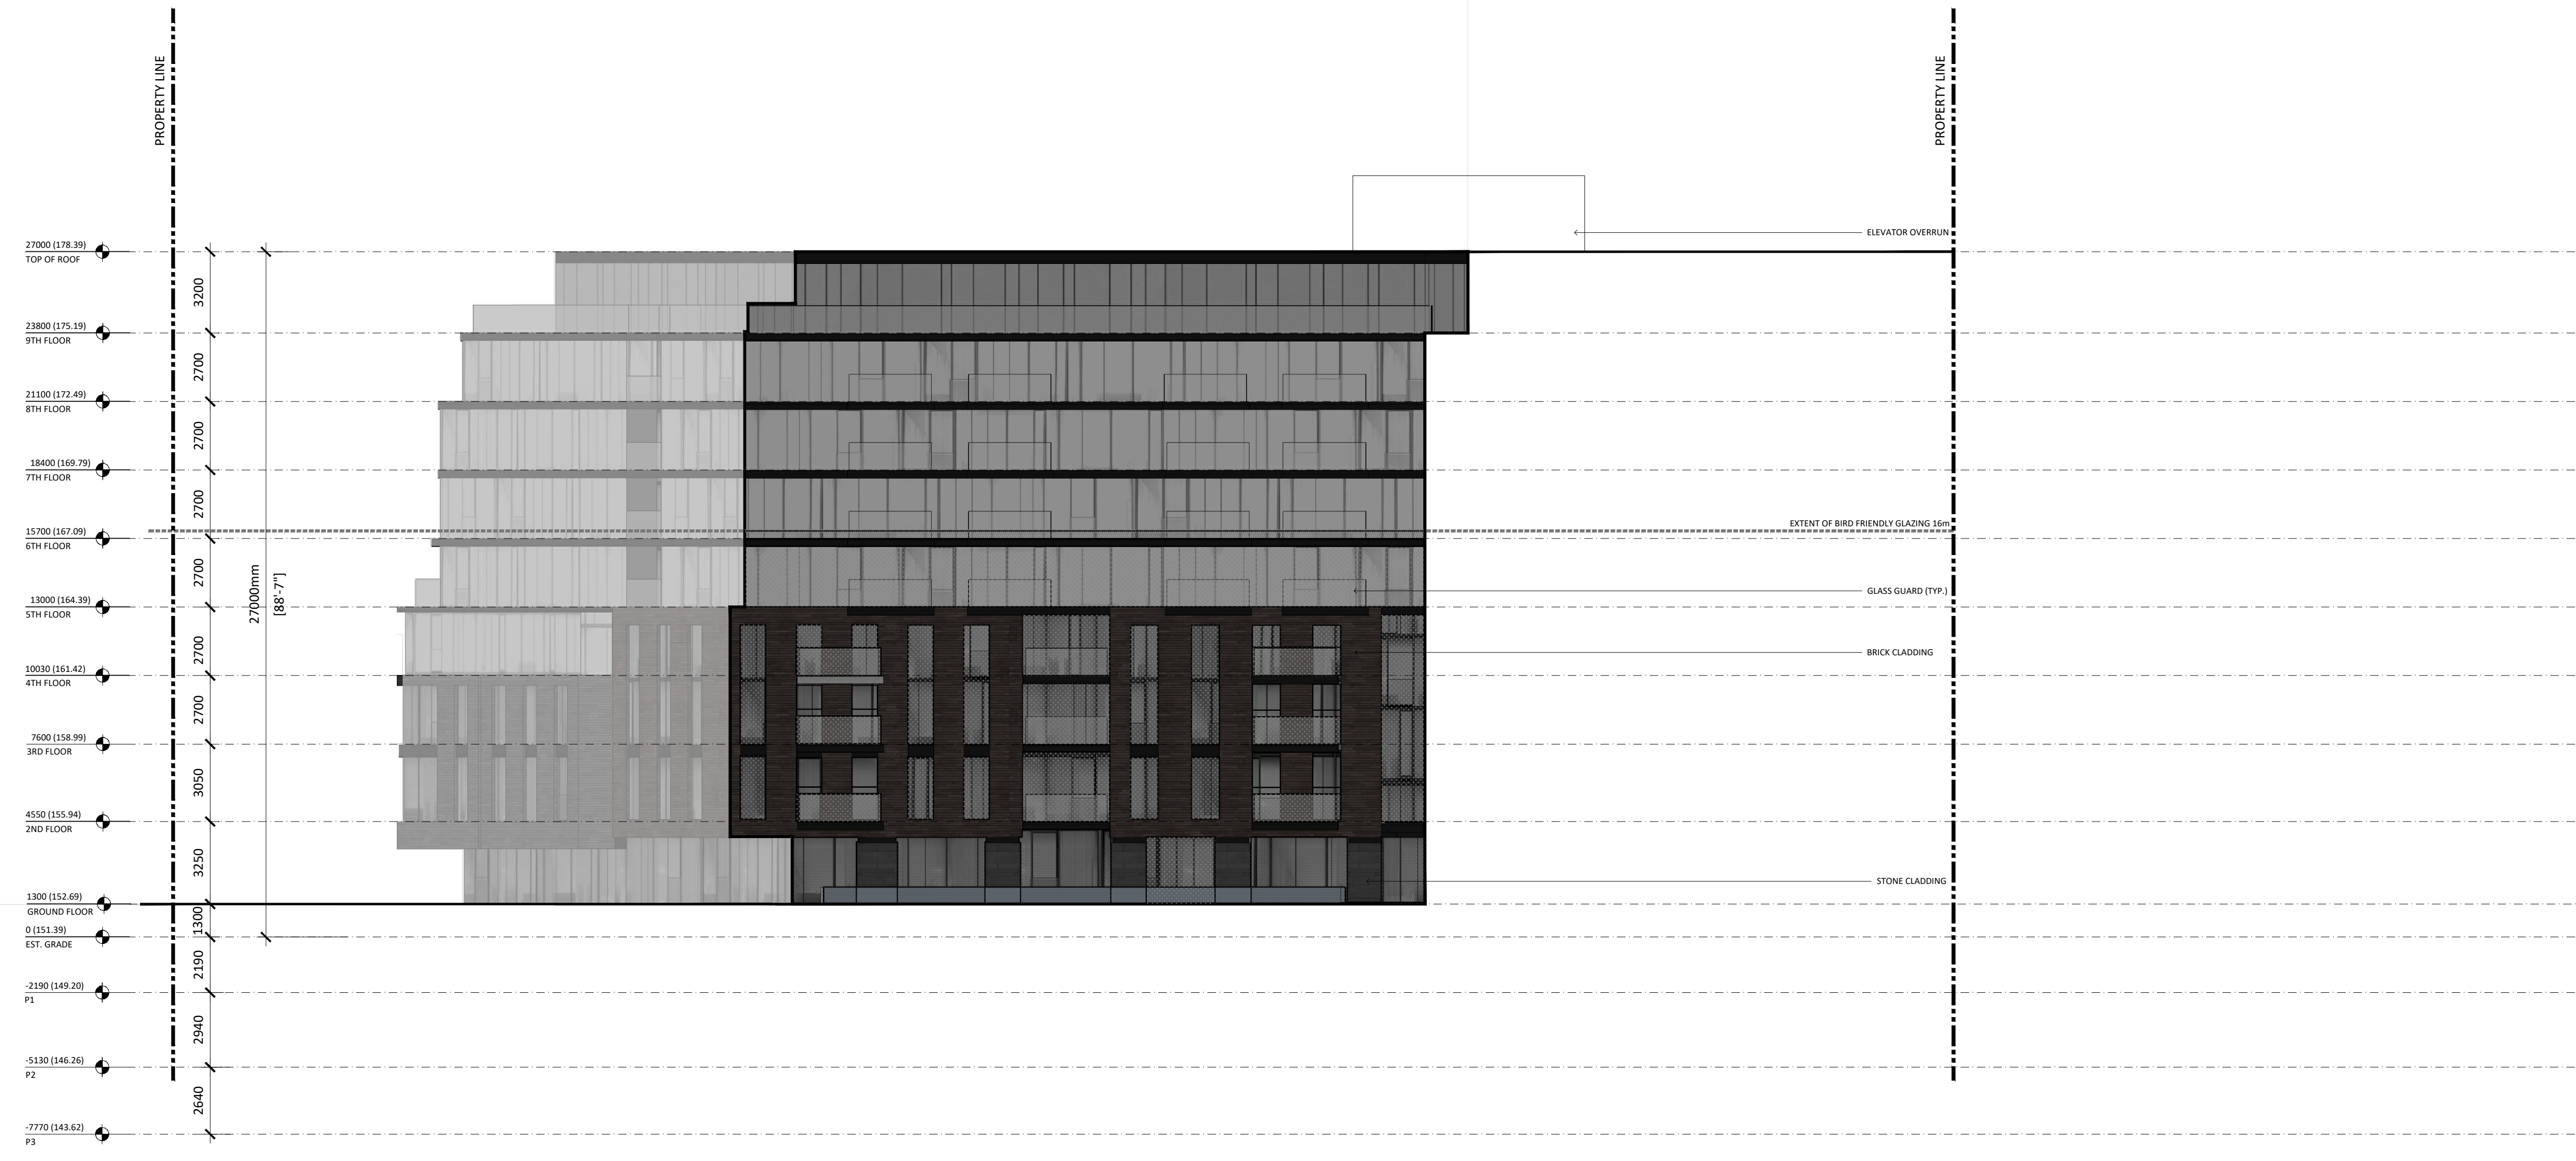 PROPERTY LINE
PROPERTY LINE
27000 (178.39)
TOP OF ROOF
ELEVATOR OVERRUN
3200
23800 (175.19)
9TH FLOOR
2700
21100 (172.49)
8TH FLOOR
2700
18400 (169.79)
7TH FLOOR
2700
15700 (167.09)
6TH FLOOR
EXTENT OF BIRD FRIENDLY GLAZING 16m
2700
27000mm
[88'-7"]
13000 (164.39)
5TH FLOOR
GLASS GUARD (TYP.)
2700
BRICK CLADDING
10030 (161.42)
4TH FLOOR
2700
7600 (158.99)
3RD FLOOR
3050
4550 (155.94)
2ND FLOOR
3250
STONE CLADDING
1300 (152.69)
GROUND FLOOR
1300
0 (151.39)
EST. GRADE
2190
-2190 (149.20)
P1
2940
-5130 (146.26)
P2
2640
-7770 (143.62)
P3